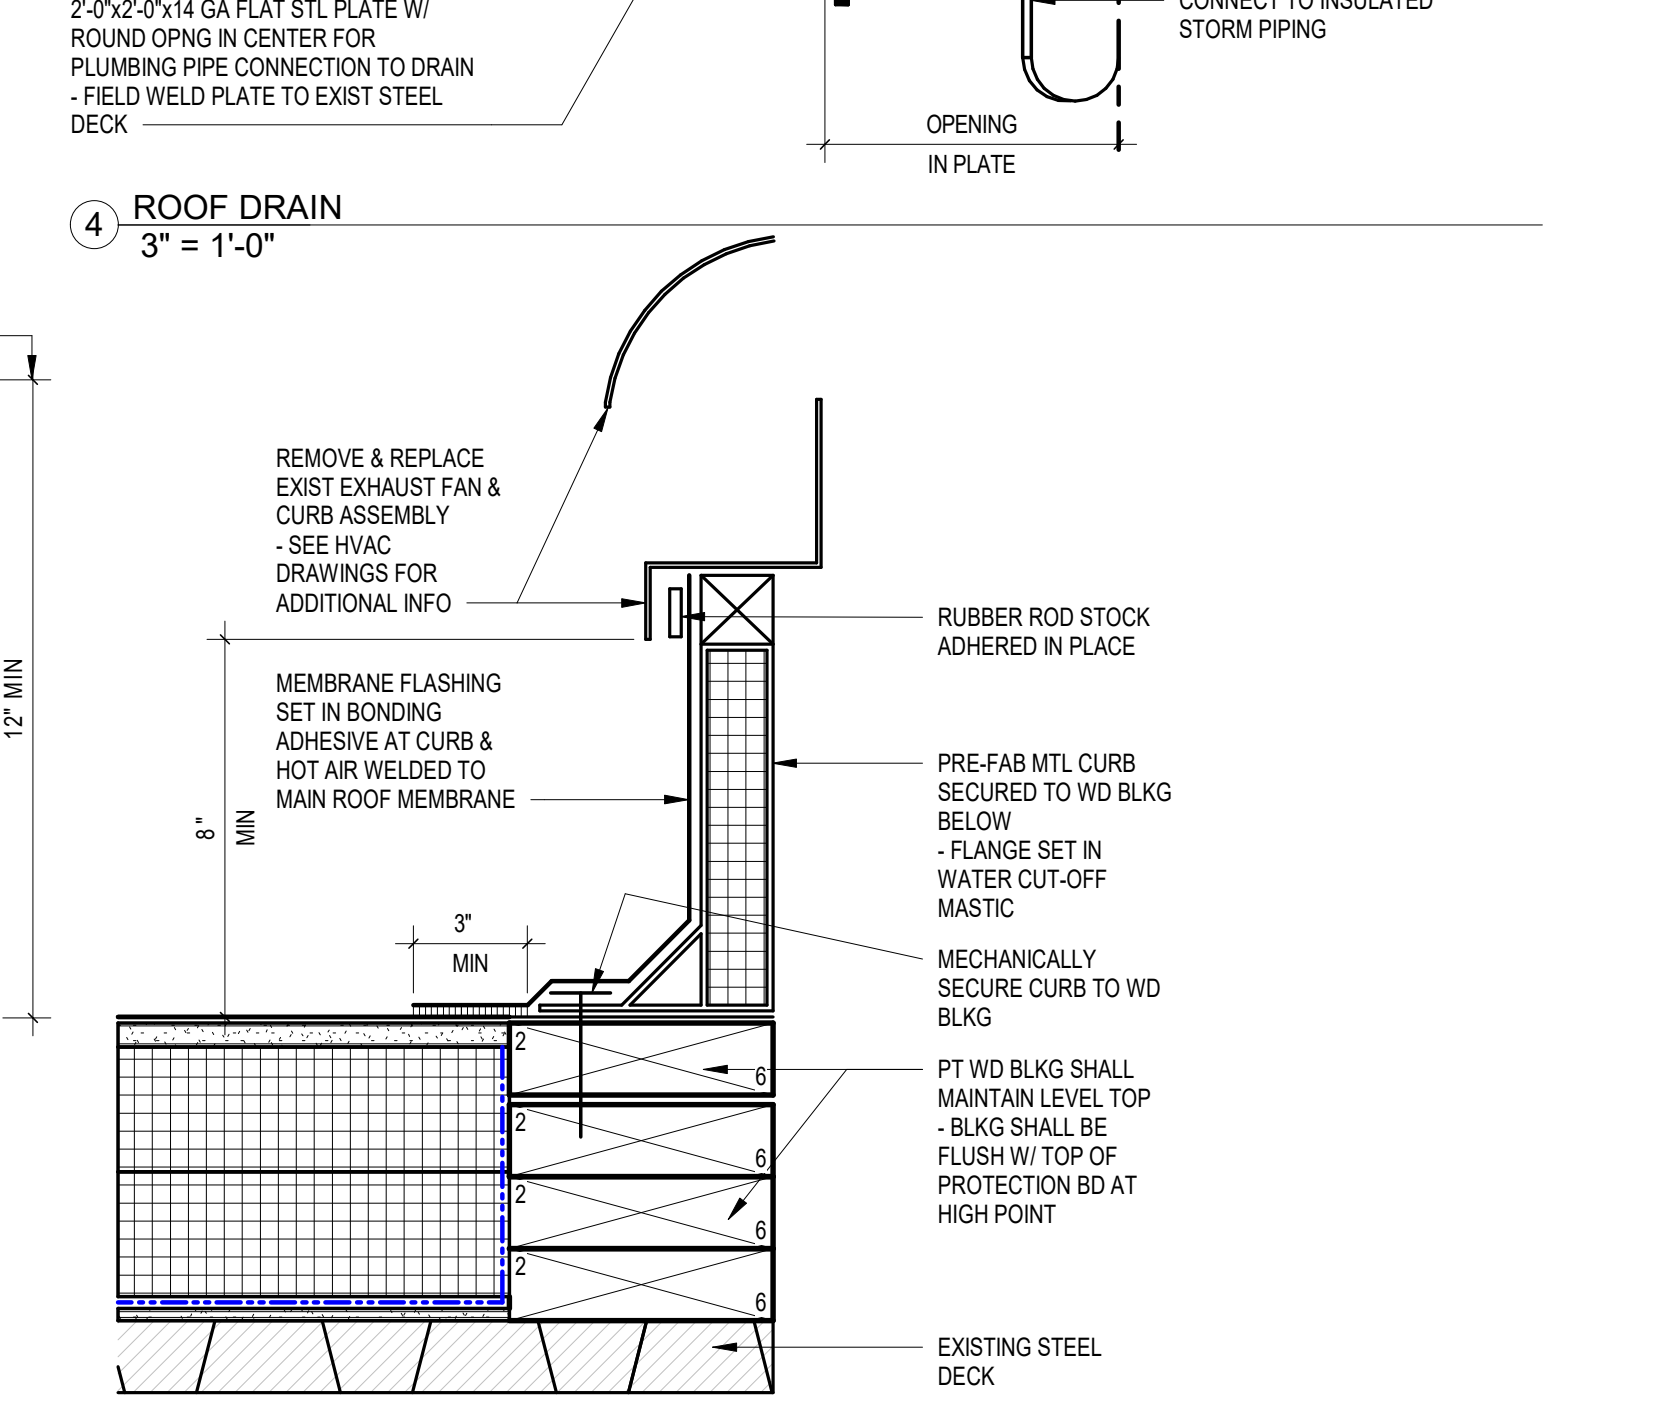 2'-0"x2'-0"x14 GA FLAT STL PLATE W/
ROUND OPNG IN CENTER FOR
PLUMBING PIPE CONNECTION TO DRAIN
- FIELD WELD PLATE TO EXIST STEEL
DECK
CONNECT TO INSULATED
STORM PIPING
OPENING
IN PLATE
4
ROOF DRAIN
3" = 1'-0"
REMOVE & REPLACE
EXIST EXHAUST FAN &
CURB ASSEMBLY
- SEE HVAC
DRAWINGS FOR
ADDITIONAL INFO
12" MIN
8"
MIN
MEMBRANE FLASHING
SET IN BONDING
ADHESIVE AT CURB &
HOT AIR WELDED TO
MAIN ROOF MEMBRANE
3"
MIN
RUBBER ROD STOCK
ADHERED IN PLACE
PRE-FAB MTL CURB
SECURED TO WD BLKG
BELOW
- FLANGE SET IN
WATER CUT-OFF
MASTIC
MECHANICALLY
SECURE CURB TO WD
BLKG
PT WD BLKG SHALL
MAINTAIN LEVEL TOP
- BLKG SHALL BE
FLUSH W/ TOP OF
PROTECTION BD AT
HIGH POINT
2
6
2
6
2
6
2
6
EXISTING STEEL
DECK